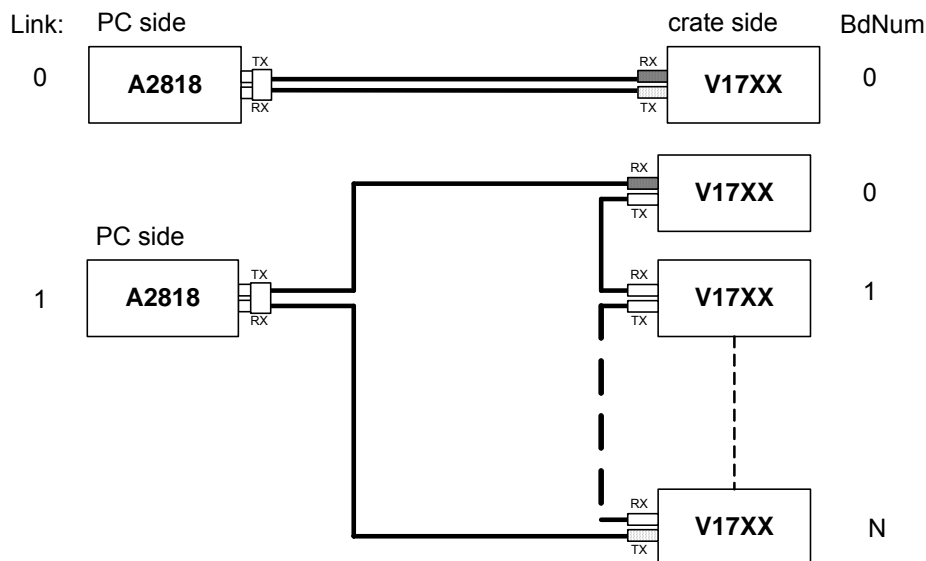 Link: PC side crate side BdNum
0 A2818 TX RX RX TX V17XX 0
RX TX V17XX 0
PC side
1 A2818 TX RX RX TX V17XX 1
RX TX V17XX N